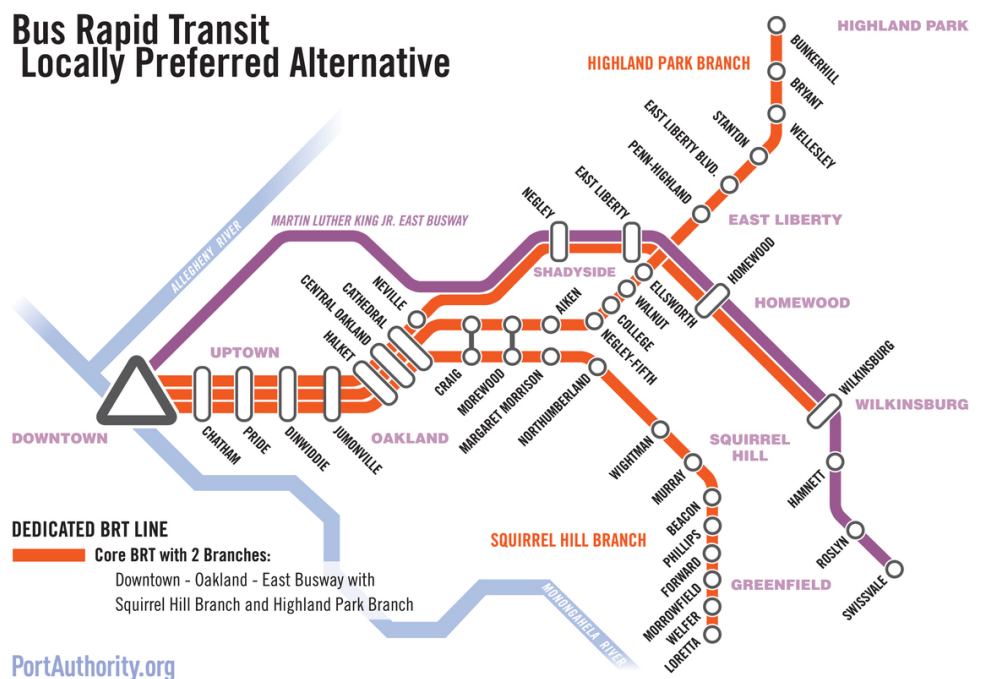 Bus Rapid Transit
Locally Preferred Alternative
HIGHLAND PARK
HIGHLAND PARK BRANCH
BUNKERHILL
BRYANT
WELLESLEY
STANTON
EAST LIBERTY BLVD.
PENN-HIGHLAND
EAST LIBERTY
NEGLEY
EAST LIBERTY
MARTIN LUTHER KING JR. EAST BUSWAY
ALLEGHENY RIVER
SHADYSIDE
HOMEWOOD
HOMEWOOD
ELLSWORTH
WALNUT
COLLEGE
NEGLEY-FIFTH
AIKEN
NEVILLE
CATHEDRAL
CENTRAL OAKLAND
HALKET
UPTOWN
DOWNTOWN
CHATHAM
PRIDE
DINWIDDIE
JUMONVILLE
OAKLAND
CRAIG
MOREWOOD
MARGARET MORRISON
NORTHUMBERLAND
WILKINSBURG
WILKINSBURG
SQUIRREL
HILL
WIGHTMAN
MURRAY
HAMNETT
BEACON
PHILLIPS
FORWARD
MORROWFIELD
WELFER
LORETTA
ROSLYN
SWISSVALE
SQUIRREL HILL BRANCH
GREENFIELD
MONONGAHELA RIVER
DEDICATED BRT LINE
Core BRT with 2 Branches:
Downtown - Oakland - East Busway with
Squirrel Hill Branch and Highland Park Branch
PortAuthority.org